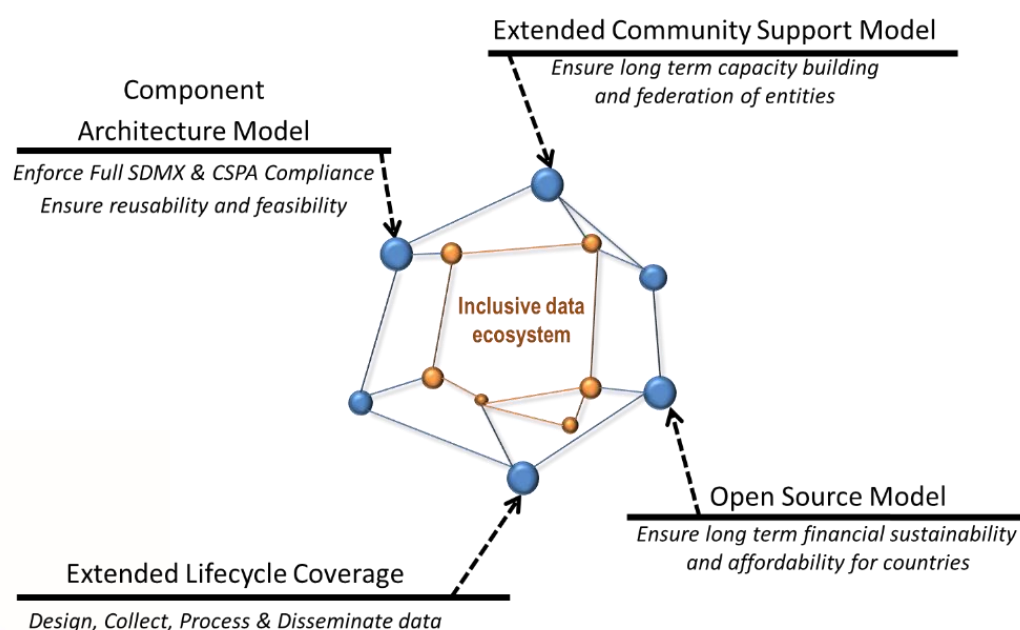 Extended Community Support Model
Ensure long term capacity building
and federation of entities
Component
Architecture Model
Enforce Full SDMX & CSPA Compliance
Ensure reusability and feasibility
Inclusive data
ecosystem
Open Source Model
Ensure long term financial sustainability
and affordability for countries
Extended Lifecycle Coverage
Design, Collect, Process & Disseminate data